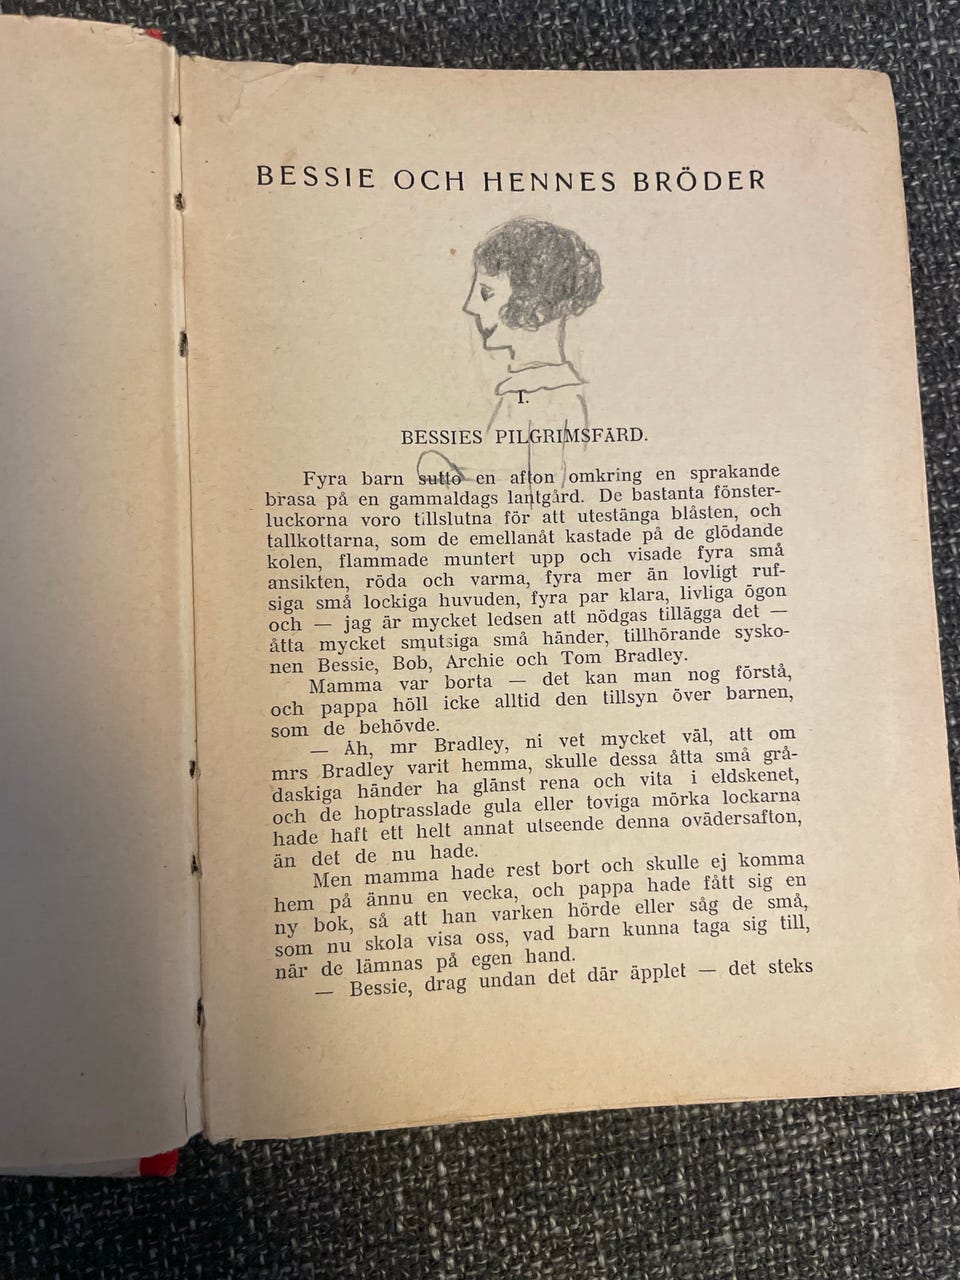 BESSIE OCH HENNES BRÖDER
I.
BESSIES PILGRIMSFÄRD.
Fyra barn sutto en afton omkring en sprakande
brasa på en gammaldags lantgård. De bastanta fönster-
luckorna voro tillslutna för att utestänga blåsten, och
tallkottarna, som de emellanåt kastade på de glödande
kolen, flammade muntert upp och visade fyra små
ansikten, röda och varma, fyra mer än lovligt ruf-
siga små lockiga huvuden, fyra par klara, livliga ögon
och — jag är mycket ledsen att nödgas tillägga det —
åtta mycket smutsiga små händer, tillhörande sysko-
nen Bessie, Bob, Archie och Tom Bradley.
Mamma var borta — det kan man nog förstå,
och pappa höll icke alltid den tillsyn över barnen,
som de behövde.
— Åh, mr Bradley, ni vet mycket väl, att om
mrs Bradley varit hemma, skulle dessa åtta små grå-
daskiga händer ha glänst rena och vita i eldskenet,
och de hoptrasslade gula eller toviga mörka lockarna
hade haft ett helt annat utseende denna ovädersafton,
än det de nu hade.
Men mamma hade rest bort och skulle ej komma
hem på ännu en vecka, och pappa hade fått sig en
ny bok, så att han varken hörde eller såg de små,
som nu skola visa oss, vad barn kunna taga sig till,
när de lämnas på egen hand.
— Bessie, drag undan det där äpplet — det steks